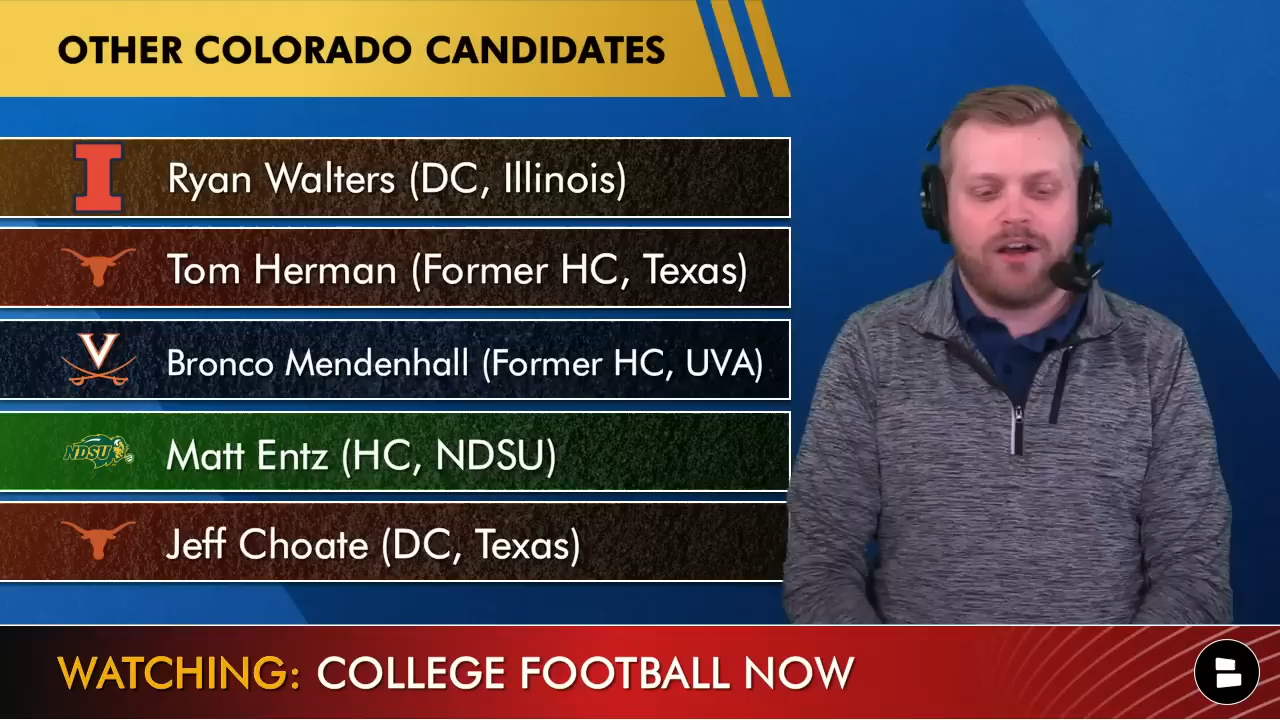 OTHER COLORADO CANDIDATES
Ryan Walters (DC, Illinois)
Tom Herman (Former HC, Texas)
V
Bronco Mendenhall (Former HC, UVA)
NDSU
Matt Entz (HC, NDSU)
Jeff Choate (DC, Texas)
WATCHING: COLLEGE FOOTBALL NOW